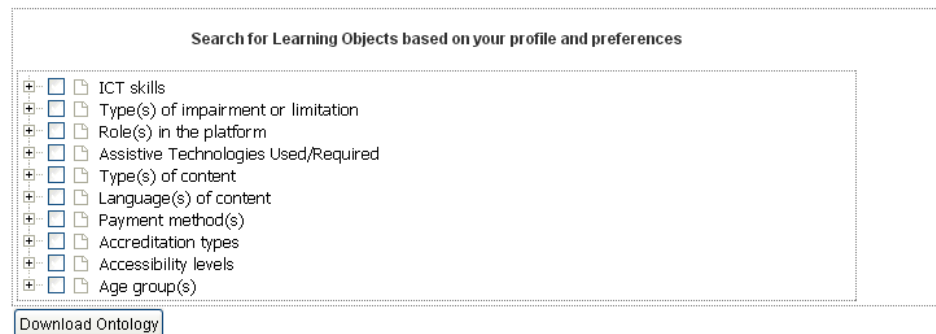 Search for Learning Objects based on your profile and preferences
ICT skills
Type(s) of impairment or limitation
Role(s) in the platform
Assistive Technologies Used/Required
Type(s) of content
Language(s) of content
Payment method(s)
Accreditation types
Accessibility levels
Age group(s)
Download Ontology